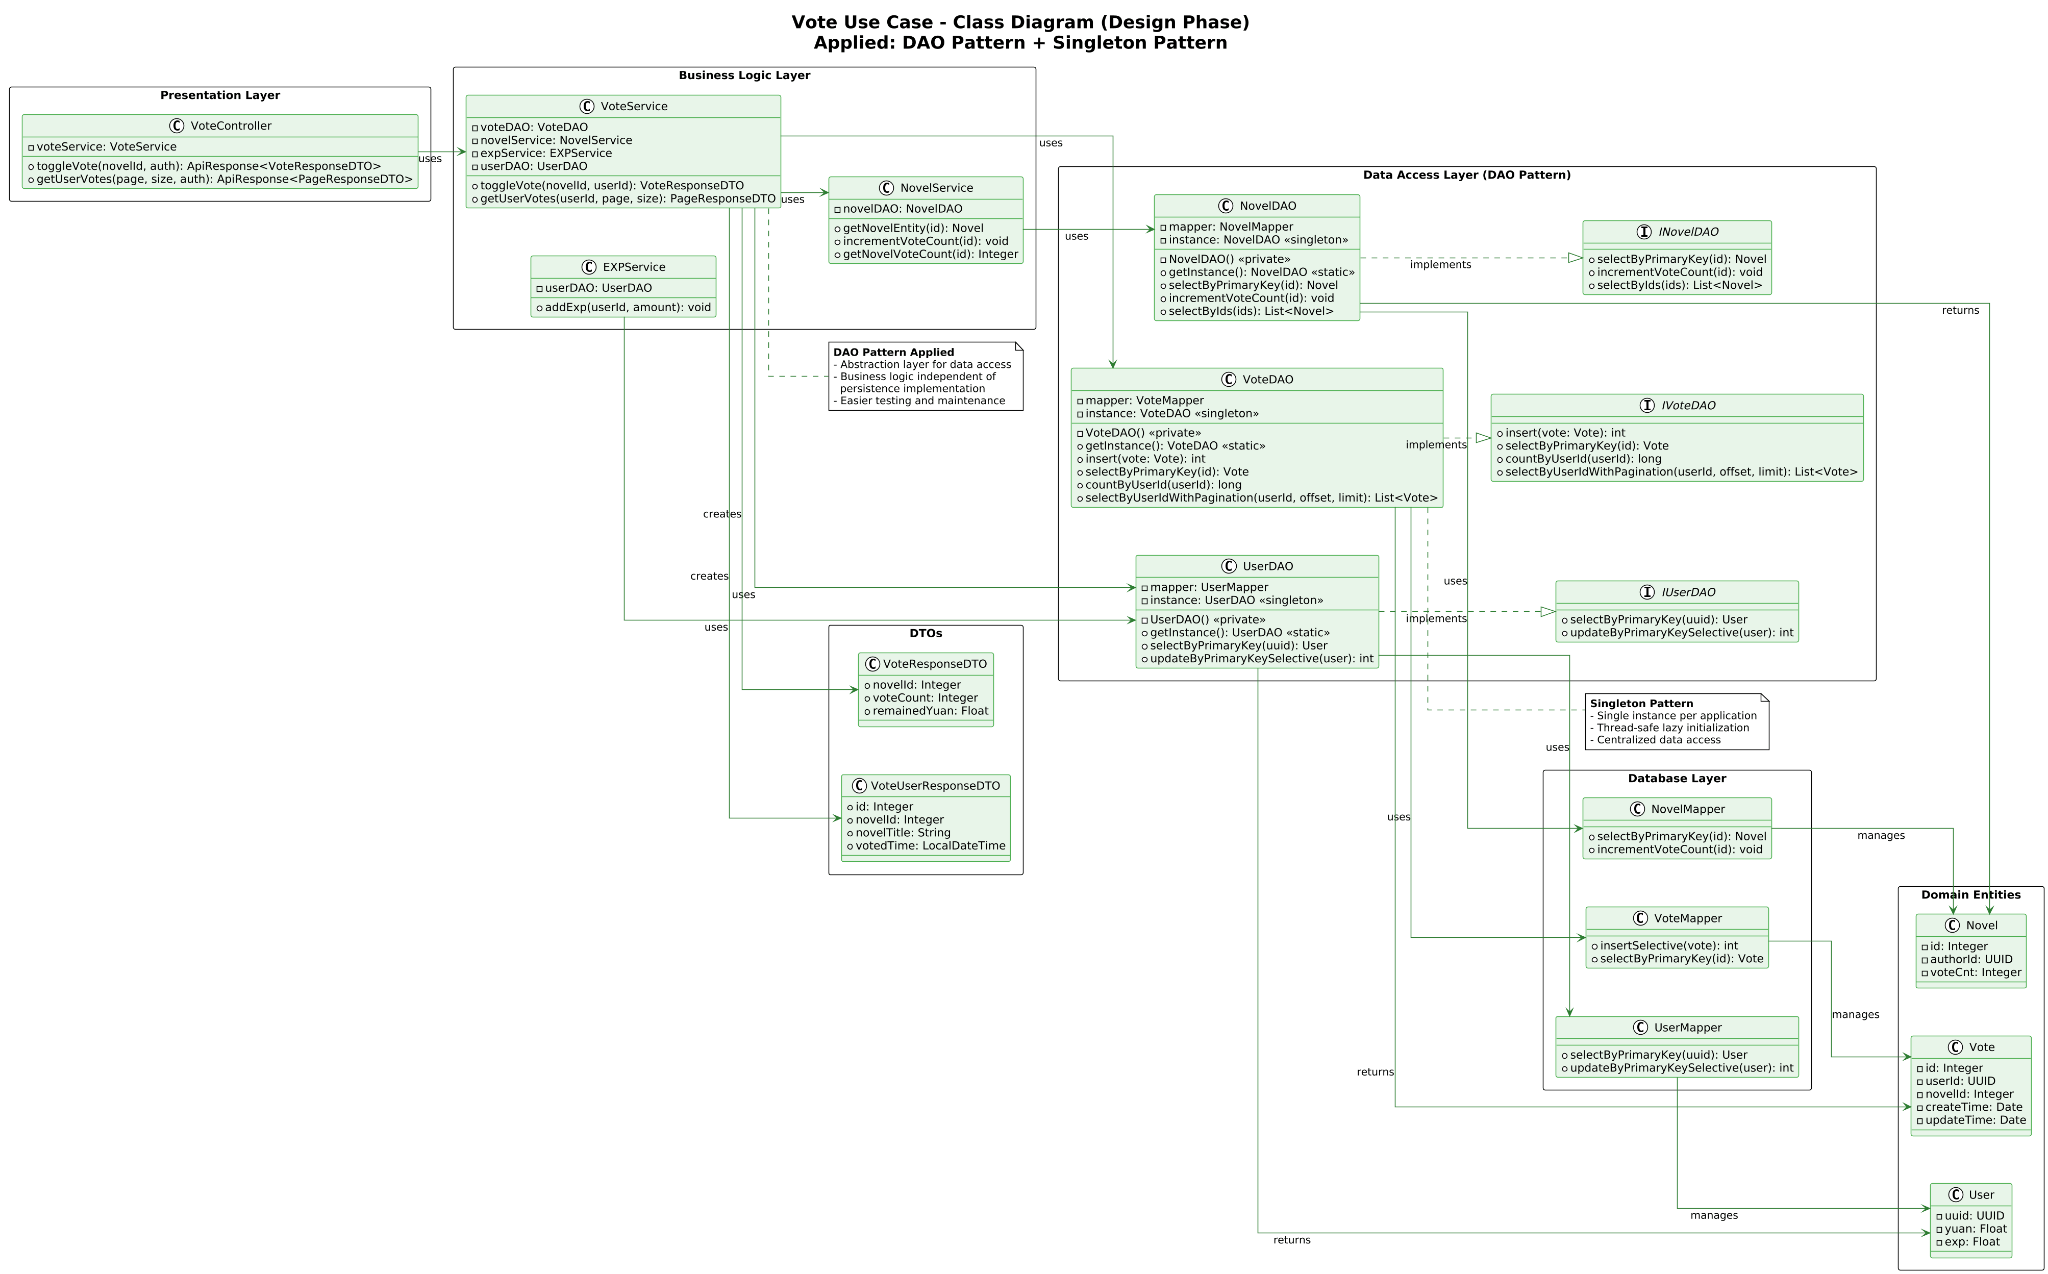 Vote Use Case - Class Diagram (Design Phase)
Applied: DAO Pattern + Singleton Pattern
Presentation Layer
VoteController
voteService: VoteService
toggleVote(novelId, auth): ApiResponse<VoteResponseDTO>
getUserVotes(page, size, auth): ApiResponse<PageResponseDTO>
uses
Business Logic Layer
VoteService
voteDAO: VoteDAO
novelService: NovelService
expService: EXPService
userDAO: UserDAO
toggleVote(novelId, userId): VoteResponseDTO
getUserVotes(userId, page, size): PageResponseDTO
uses
uses
NovelService
novelDAO: NovelDAO
getNovelEntity(id): Novel
incrementVoteCount(id): void
getNovelVoteCount(id): Integer
uses
EXPService
userDAO: UserDAO
addExp(userId, amount): void
DAO Pattern Applied
- Abstraction layer for data access
- Business logic independent of
persistence implementation
- Easier testing and maintenance
creates
creates
uses
uses
DTOs
VoteResponseDTO
novelId: Integer
voteCount: Integer
remainedYuan: Float
VoteUserResponseDTO
id: Integer
novelId: Integer
novelTitle: String
votedTime: LocalDateTime
Data Access Layer (DAO Pattern)
NovelDAO
mapper: NovelMapper
instance: NovelDAO «singleton»
NovelDAO() «private»
getInstance(): NovelDAO «static»
selectByPrimaryKey(id): Novel
incrementVoteCount(id): void
selectByIds(ids): List<Novel>
implements
INovelDAO
selectByPrimaryKey(id): Novel
incrementVoteCount(id): void
selectByIds(ids): List<Novel>
returns
VoteDAO
mapper: VoteMapper
instance: VoteDAO «singleton»
VoteDAO() «private»
getInstance(): VoteDAO «static»
insert(vote: Vote): int
selectByPrimaryKey(id): Vote
countByUserId(userId): long
selectByUserIdWithPagination(userId, offset, limit): List<Vote>
implements
IVoteDAO
insert(vote: Vote): int
selectByPrimaryKey(id): Vote
countByUserId(userId): long
selectByUserIdWithPagination(userId, offset, limit): List<Vote>
UserDAO
mapper: UserMapper
instance: UserDAO «singleton»
UserDAO() «private»
getInstance(): UserDAO «static»
selectByPrimaryKey(uuid): User
updateByPrimaryKeySelective(user): int
uses
implements
IUserDAO
selectByPrimaryKey(uuid): User
updateByPrimaryKeySelective(user): int
Singleton Pattern
- Single instance per application
- Thread-safe lazy initialization
- Centralized data access
uses
Database Layer
NovelMapper
selectByPrimaryKey(id): Novel
incrementVoteCount(id): void
uses
manages
VoteMapper
insertSelective(vote): int
selectByPrimaryKey(id): Vote
manages
UserMapper
selectByPrimaryKey(uuid): User
updateByPrimaryKeySelective(user): int
returns
manages
returns
Domain Entities
Novel
id: Integer
authorId: UUID
voteCnt: Integer
Vote
id: Integer
userId: UUID
novelId: Integer
createTime: Date
updateTime: Date
User
uuid: UUID
yuan: Float
exp: Float